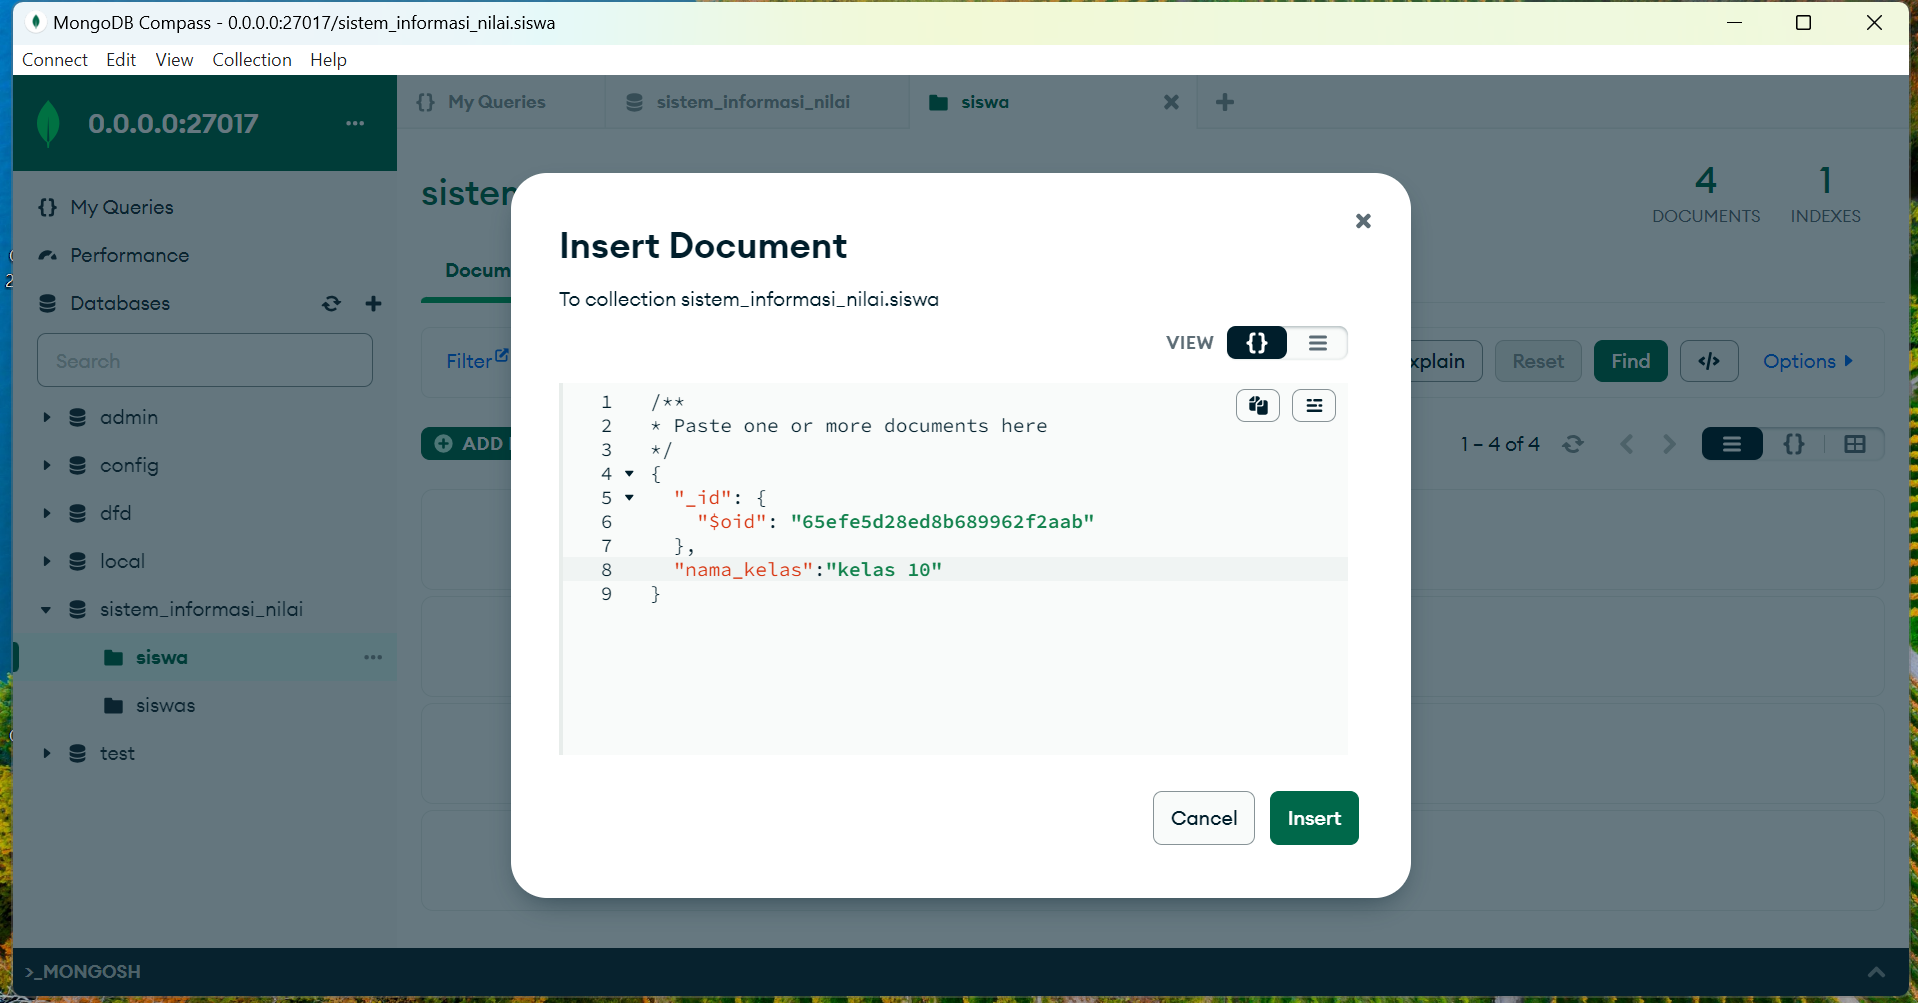 MongoDB Compass - 0.0.0.0:27017/sistem_informasi_nilai.siswa
Connect Edit View Collection Help
0.0.0.0:27017
{} My Queries
sistem_informasi_nilai
siswa
My Queries
Performance
Databases
Search
admin
config
dfd
local
sistem_informasi_nilai
siswa
siswas
test
sistem
4
DOCUMENTS
1
INDEXES
Docum
Filter
xplain
Reset
Find
</>
Options
ADD
1 – 4 of 4
{}
Insert Document
To collection sistem_informasi_nilai.siswa
VIEW {}
1 /**
2 * Paste one or more documents here
3 */
4 {
5 "_id": {
6 "$oid": "65efe5d28ed8b689962f2aab"
7 },
8 "nama_kelas":"kelas 10"
9 }
Cancel
Insert
>_MONGOSH